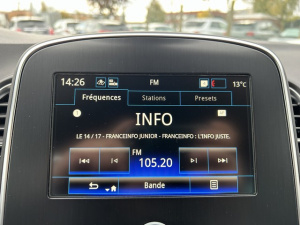 14:26 FM 13°C
Fréquences Stations Presets
INFO
LE 14 / 17 - FRANCEINFO JUNIOR - FRANCEINFO : L'INFO JUSTE.
FM
105.20
Bande